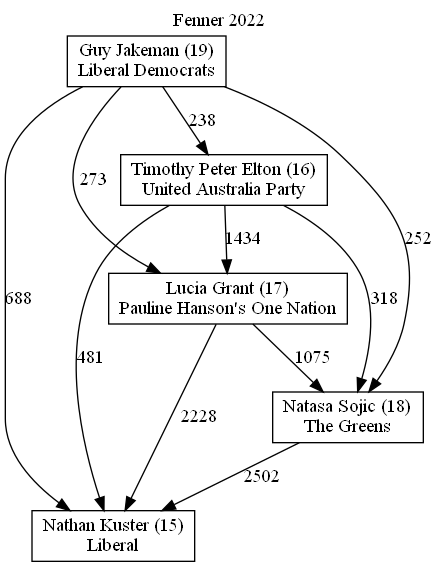 Fenner 2022
Guy Jakeman (19)
Liberal Democrats
238
Timothy Peter Elton (16)
United Australia Party
273
252
1434
688
318
Lucia Grant (17)
Pauline Hanson's One Nation
481
1075
2228
Natasa Sojic (18)
The Greens
2502
Nathan Kuster (15)
Liberal